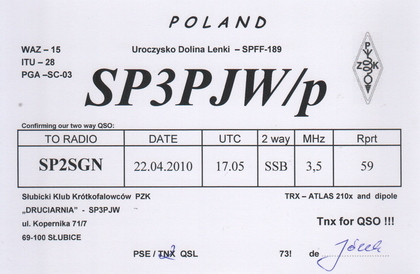 POLAND
WAZ – 15
Uroczysko Dolina Lenki – SPFF-189
ITU – 28
PGA –SC-03
PZK
SP3PJW/p
Confirming our two way QSO:
TO RADIO DATE UTC 2 way MHz Rprt
SP2SGN 22.04.2010 17.05 SSB 3,5 59
Słubicki Klub Krótkofalowców PZK
TRX – ATLAS 210x and dipole
„DRUCIARNIA” - SP3PJW
ul. Kopernika 71/7
Tnx for QSO !!!
69-100 SŁUBICE
PSE / TNX QSL 73! de